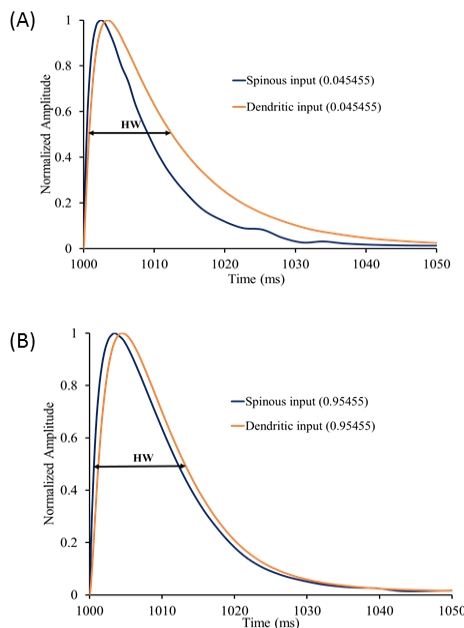 (A)
Normalized Amplitude
1
0.8
0.6
0.4
0.2
0
HW
Spinous input (0.045455)
Dendritic input (0.045455)
1000 1010 1020 1030 1040 1050
Time (ms)
(B)
Normalized Amplitude
1
0.8
0.6
0.4
0.2
0
HW
Spinous input (0.95455)
Dendritic input (0.95455)
1000 1010 1020 1030 1040 1050
Time (ms)